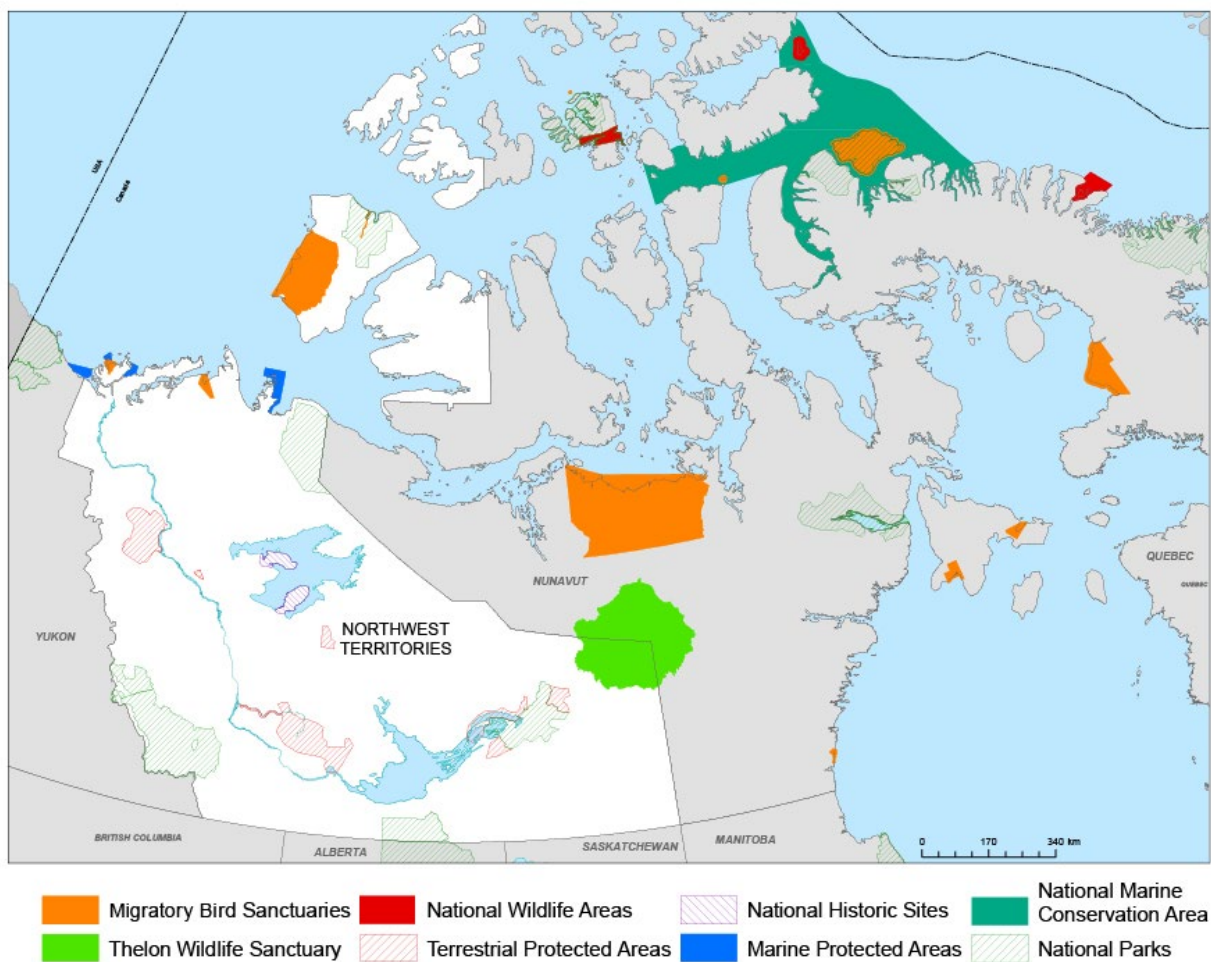 USA
Canada
NUNAVUT
QUEBEC
QUEBEC
YUKON
NORTHWEST
TERRITORIES
BRITISH COLUMBIA
ALBERTA
SASKATCHEWAN
MANITOBA
0 170 340 km
Migratory Bird Sanctuaries
National Wildlife Areas
National Historic Sites
National Marine
Conservation Area
Thelon Wildlife Sanctuary
Terrestrial Protected Areas
Marine Protected Areas
National Parks